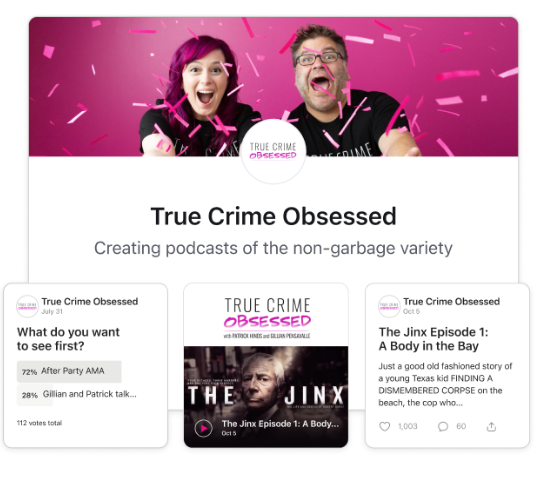 TRUE CRIME
TRUE CRIME
OBSESSED
True Crime Obsessed
Creating podcasts of the non-garbage variety
True Crime Obsessed
July 31
What do you want
to see first?
72% After Party AMA
28% Gillian and Patrick talk...
112 votes total
TRUE CRIME
OBSESSED
with PATRICK HINDS and GILLIAN PENSAVALLE
THE JINX
The Jinx Episode 1: A Body...
Oct 5
True Crime Obsessed
Oct 5
The Jinx Episode 1:
A Body in the Bay
Just a good old fashioned story of
a young Texas kid FINDING A
DISMEMBERED CORPSE on the
beach, the cop who...
1,003 60